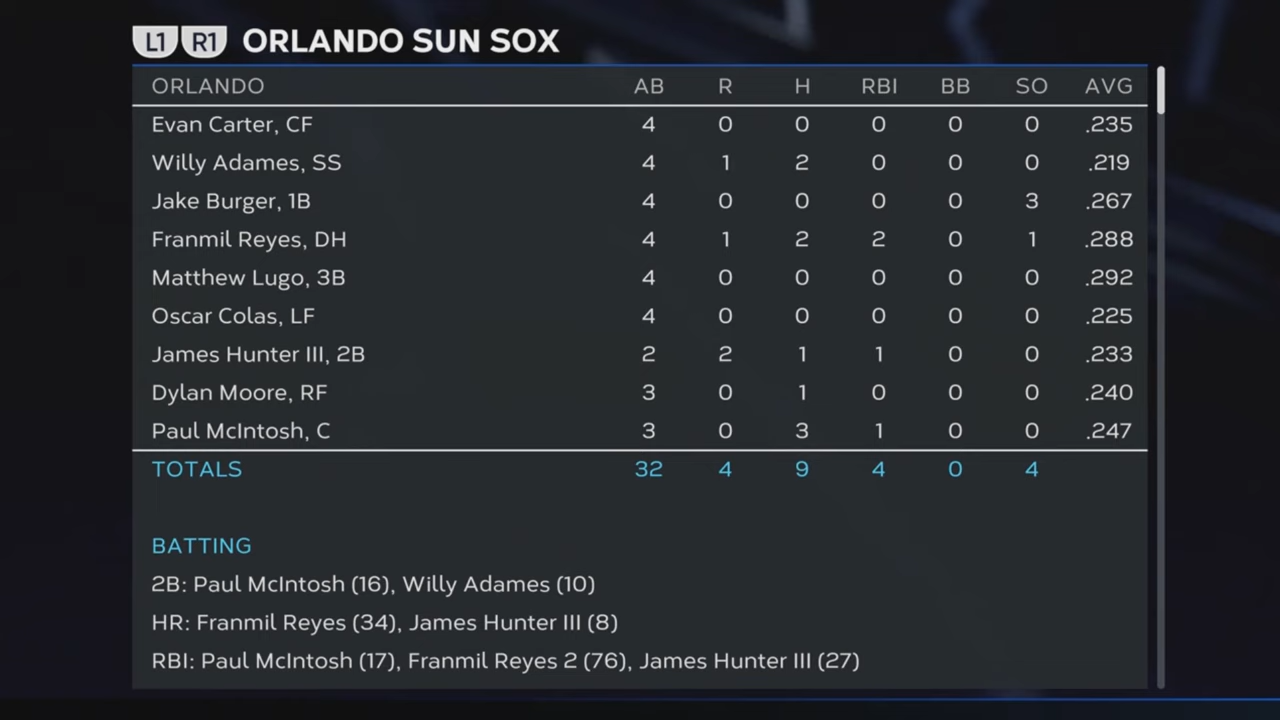 L1 R1 ORLANDO SUN SOX
ORLANDO AB R H RBI BB SO AVG
Evan Carter, CF 4 0 0 0 0 0 .235
Willy Adames, SS 4 1 2 0 0 0 .219
Jake Burger, 1B 4 0 0 0 0 3 .267
Franmil Reyes, DH 4 1 2 2 0 1 .288
Matthew Lugo, 3B 4 0 0 0 0 0 .292
Oscar Colas, LF 4 0 0 0 0 0 .225
James Hunter III, 2B 2 2 1 1 0 0 .233
Dylan Moore, RF 3 0 1 0 0 0 .240
Paul McIntosh, C 3 0 3 1 0 0 .247
TOTALS 32 4 9 4 0 4
BATTING
2B: Paul McIntosh (16), Willy Adames (10)
HR: Franmil Reyes (34), James Hunter III (8)
RBI: Paul McIntosh (17), Franmil Reyes 2 (76), James Hunter III (27)